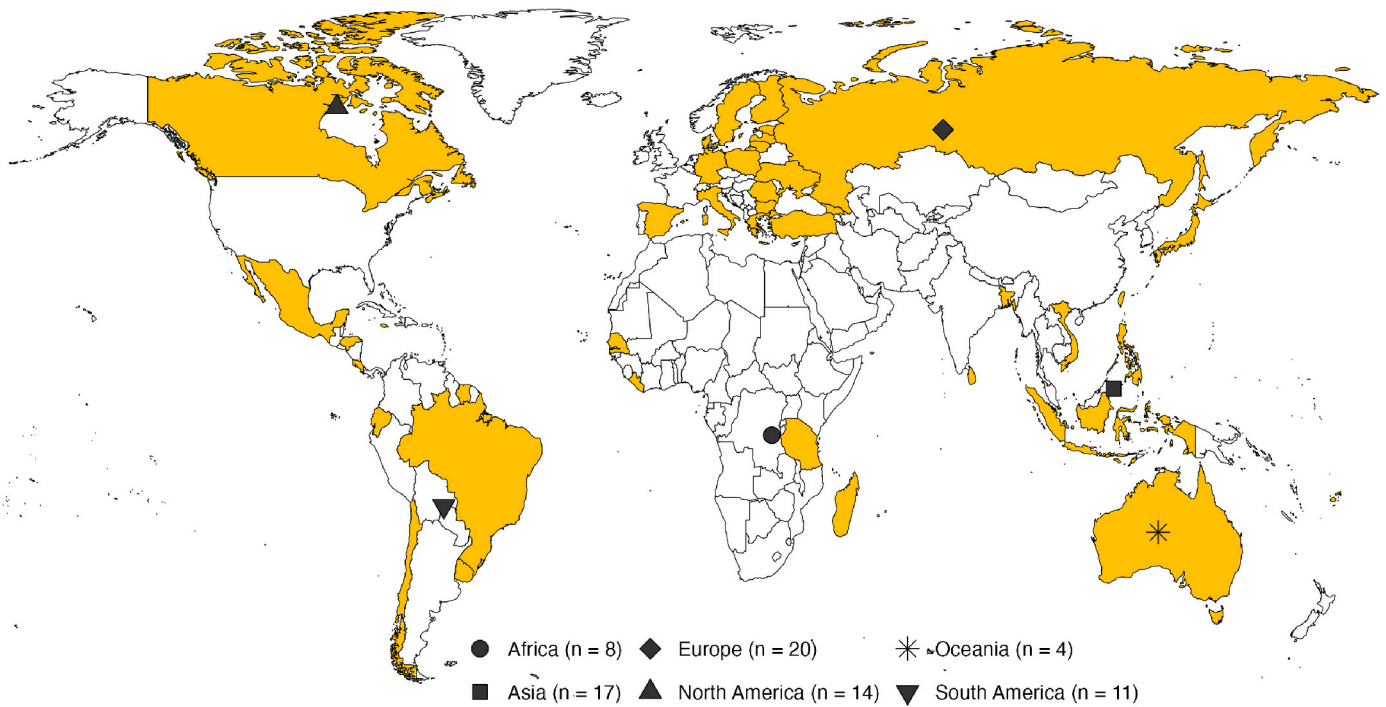 Africa (n = 8) Europe (n = 20) Oceania (n = 4)
Asia (n = 17) North America (n = 14) South America (n = 11)